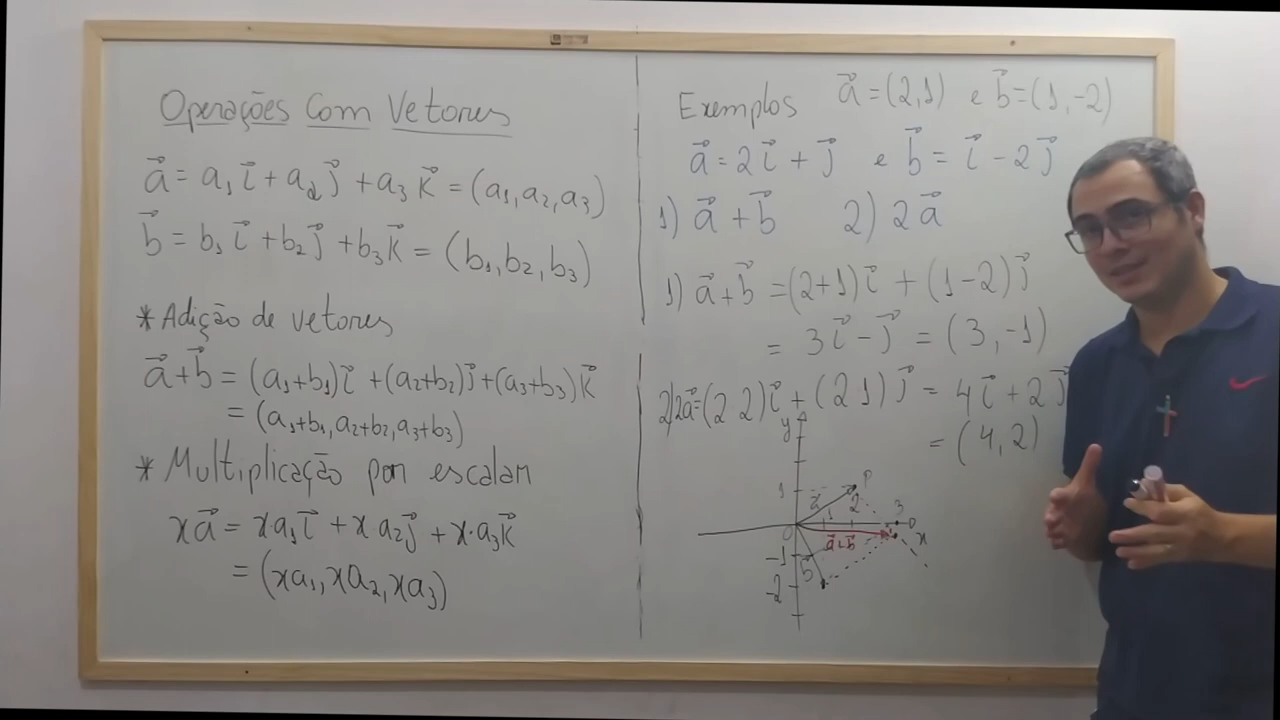 Operações Com Vetores
a⃗ = a₁ i⃗ + a₂ j⃗ + a₃ k⃗ = (a₁, a₂, a₃)
b⃗ = b₁ i⃗ + b₂ j⃗ + b₃ k⃗ = (b₁, b₂, b₃)
* Adição de vetores
a⃗ + b⃗ = (a₁+b₁) i⃗ + (a₂+b₂) j⃗ + (a₃+b₃) k⃗
= (a₁+b₁, a₂+b₂, a₃+b₃)
* Multiplicação por escalar
x a⃗ = x·a₁ i⃗ + x a₂ j⃗ + x·a₃ k⃗
= (xa₁, xa₂, xa₃)
Exemplos a⃗ = (2,1) e b⃗ = (1,-2)
a⃗ = 2 i⃗ + j⃗ e b⃗ = i⃗ - 2 j⃗
1) a⃗ + b⃗ 2) 2 a⃗
1) a⃗ + b⃗ = (2+1) i⃗ + (1-2) j⃗
= 3 i⃗ - j⃗ = (3,-1)
2) 2a⃗ = (2 2) i⃗ + (2 1) j⃗ = 4 i⃗ + 2 j⃗
= (4,2)
y
P
1 a⃗ 2 3
1
x
a⃗+b⃗
-1
b⃗
-2